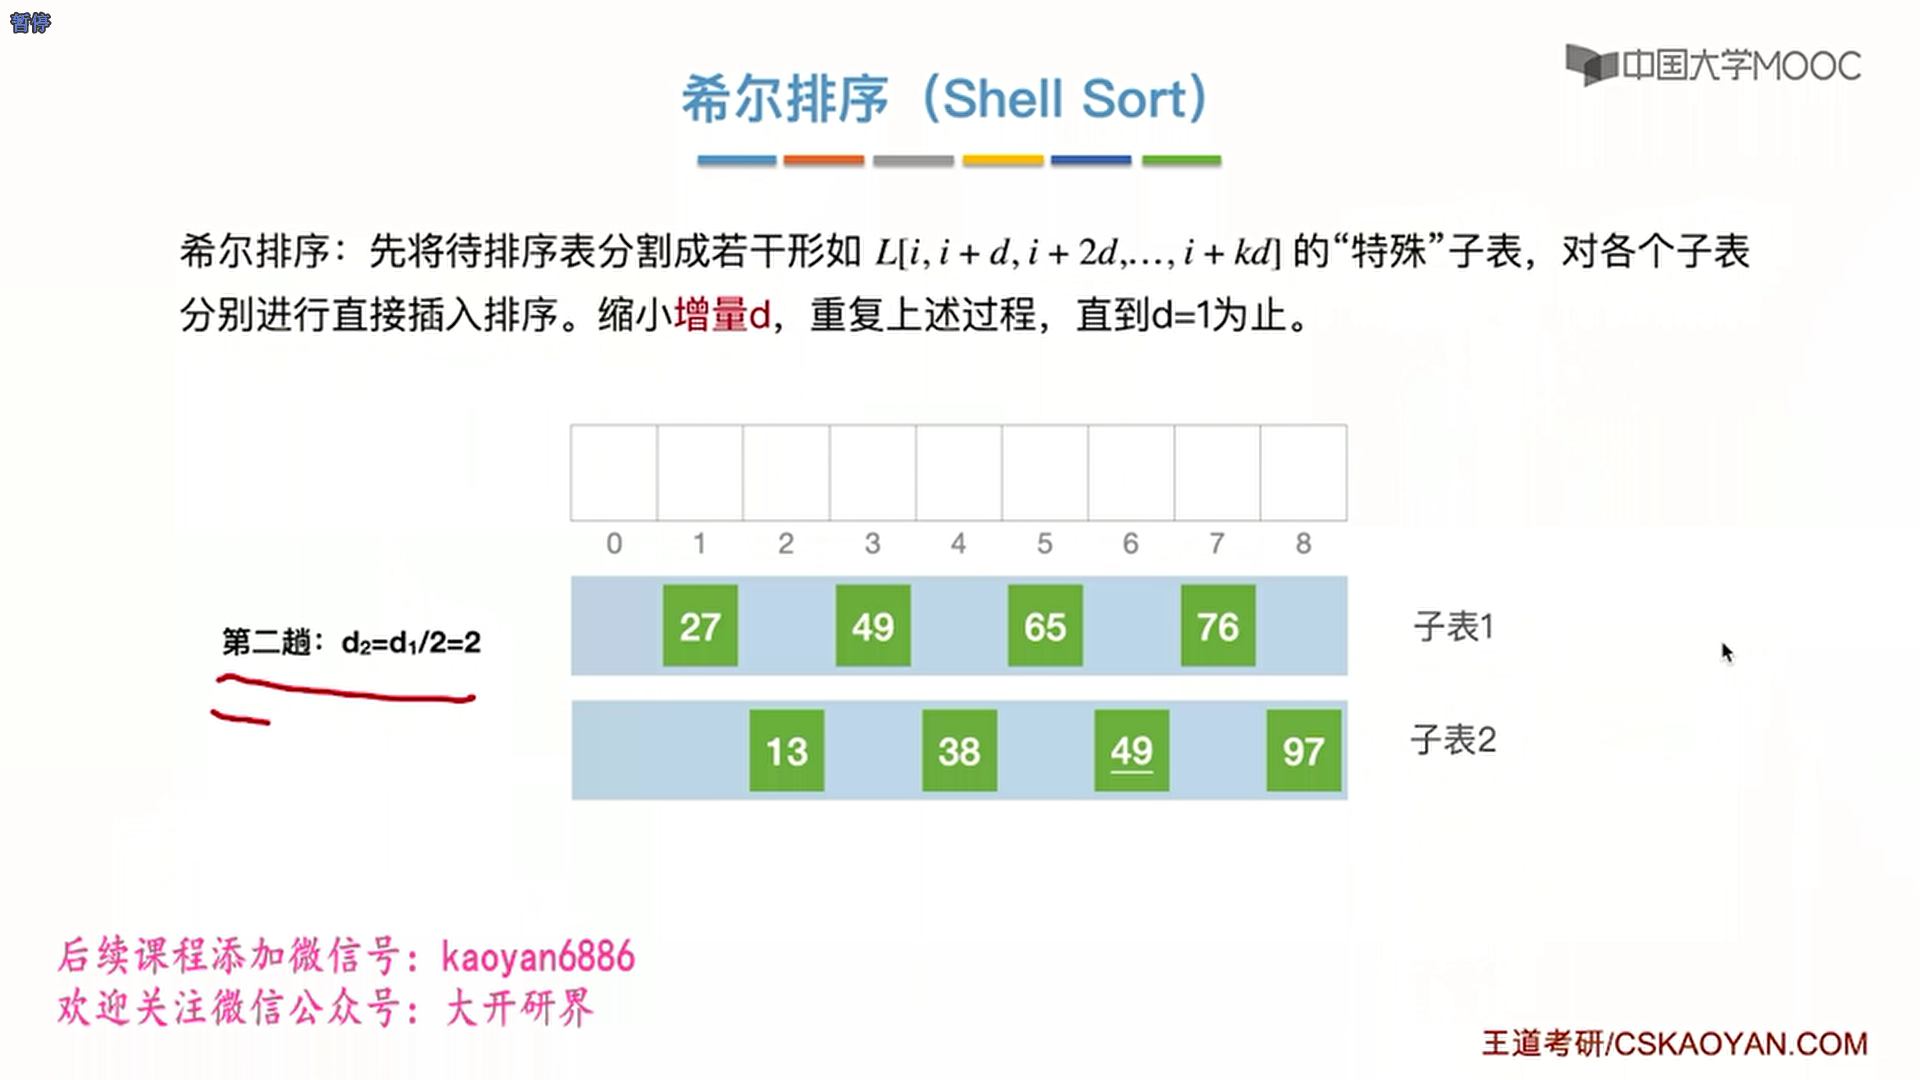 暂停
中国大学MOOC
希尔排序（Shell Sort）
希尔排序：先将待排序表分割成若干形如 L[i, i + d, i + 2d,…, i + kd] 的“特殊”子表，对各个子表
分别进行直接插入排序。缩小增量d，重复上述过程，直到d=1为止。
0 1 2 3 4 5 6 7 8
第二趟：d₂=d₁/2=2
27 49 65 76 子表1
13 38 49 97 子表2
后续课程添加微信号：kaoyan6886
欢迎关注微信公众号：大开研界
王道考研/CSKAOYAN.COM